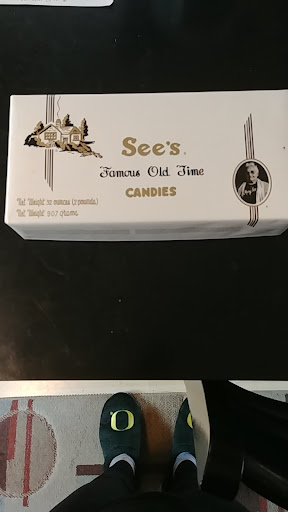 See's
Famous Old Time
CANDIES
Net Weight 32 ounces (2 pounds)
Net Weight 907 grams
O